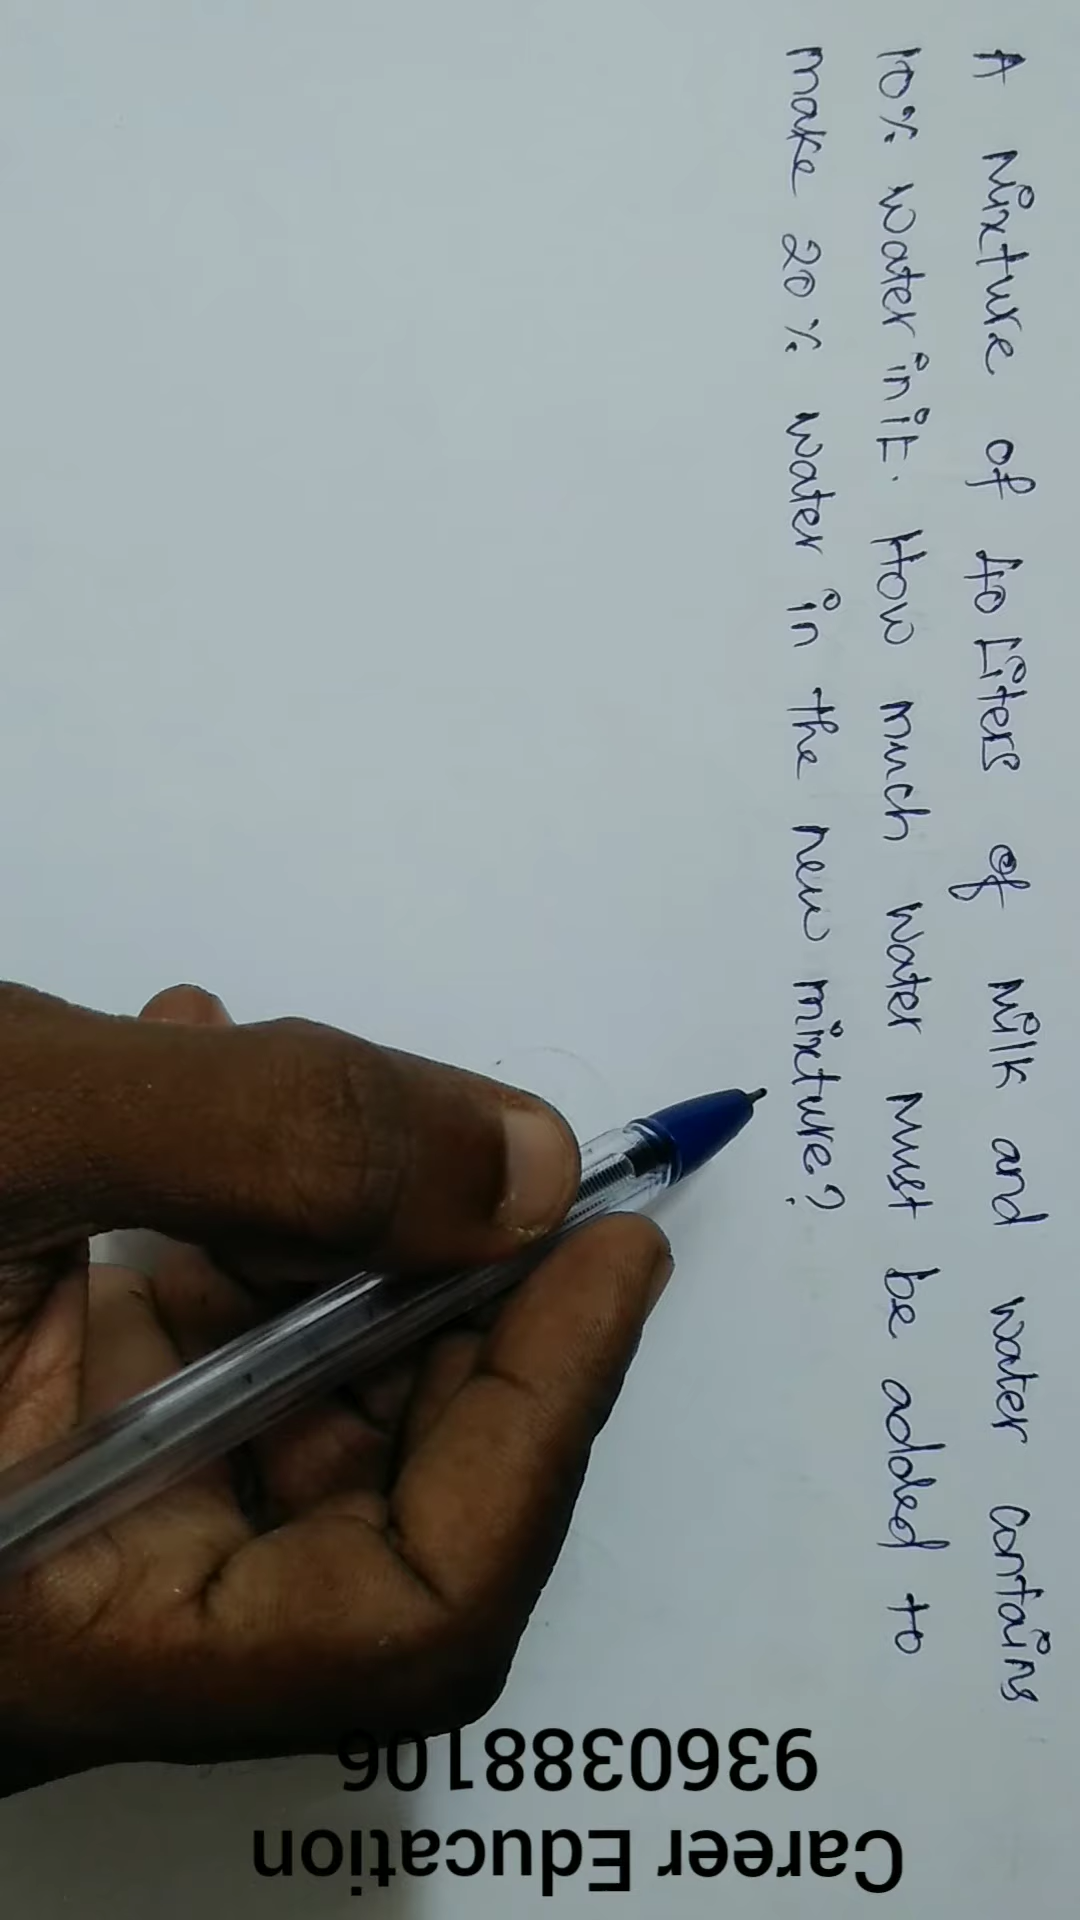 A Mixture of 40 Liters of Milk and water contains
10% water in it. How much water must be added to
make 20% water in the new mixture?
Career Education
9360388106